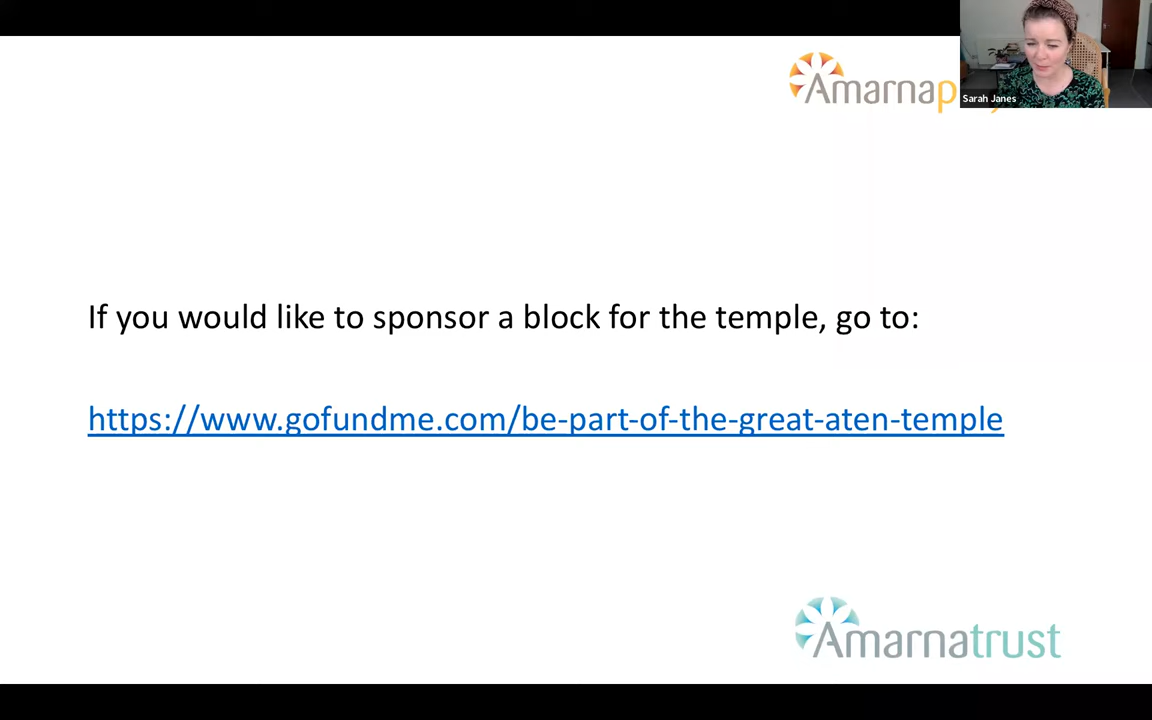 Amarnap
Sarah Janes
If you would like to sponsor a block for the temple, go to:
https://www.gofundme.com/be-part-of-the-great-aten-temple
Amarnatrust